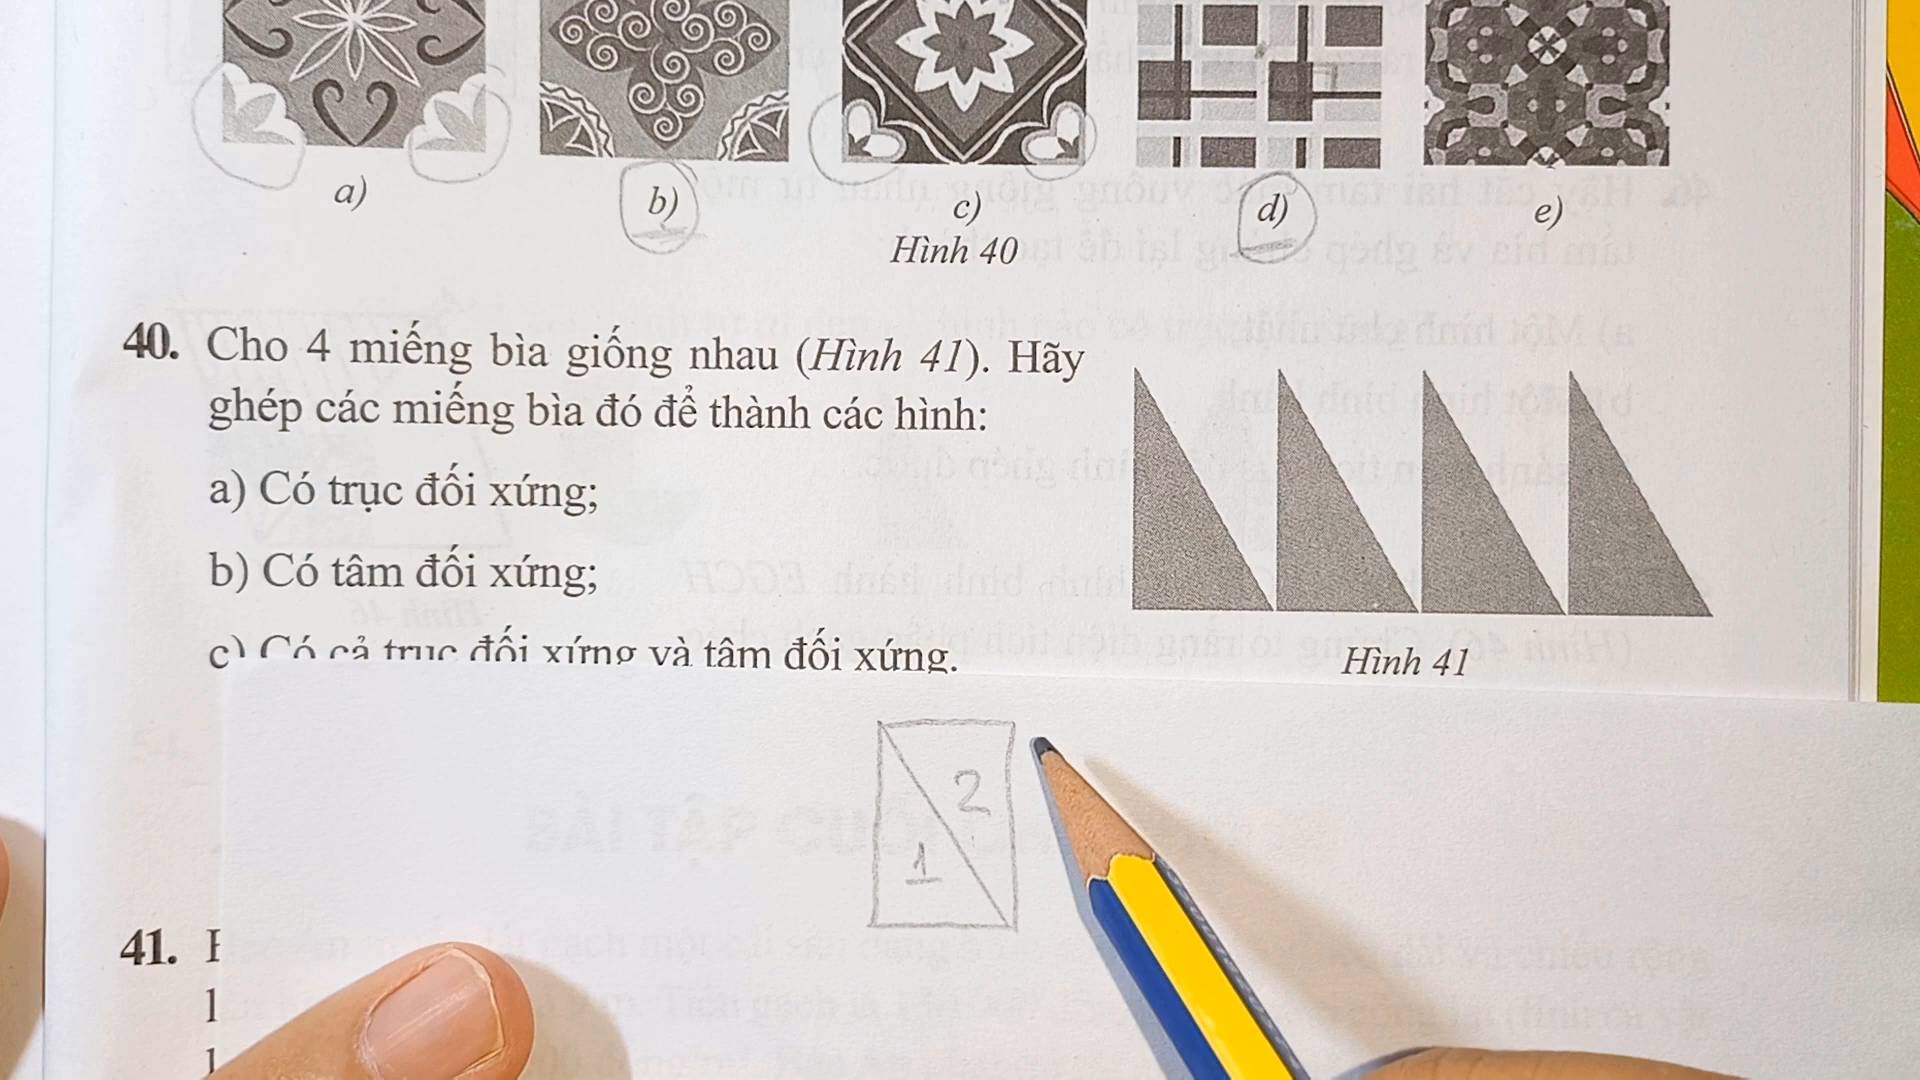 a) b) c) d) e)
Hình 40
40. Cho 4 miếng bìa giống nhau (Hình 41). Hãy
ghép các miếng bìa đó để thành các hình:
a) Có trục đối xứng;
b) Có tâm đối xứng;
c) Có cả trục đối xứng và tâm đối xứng.
Hình 41
2
1
41.